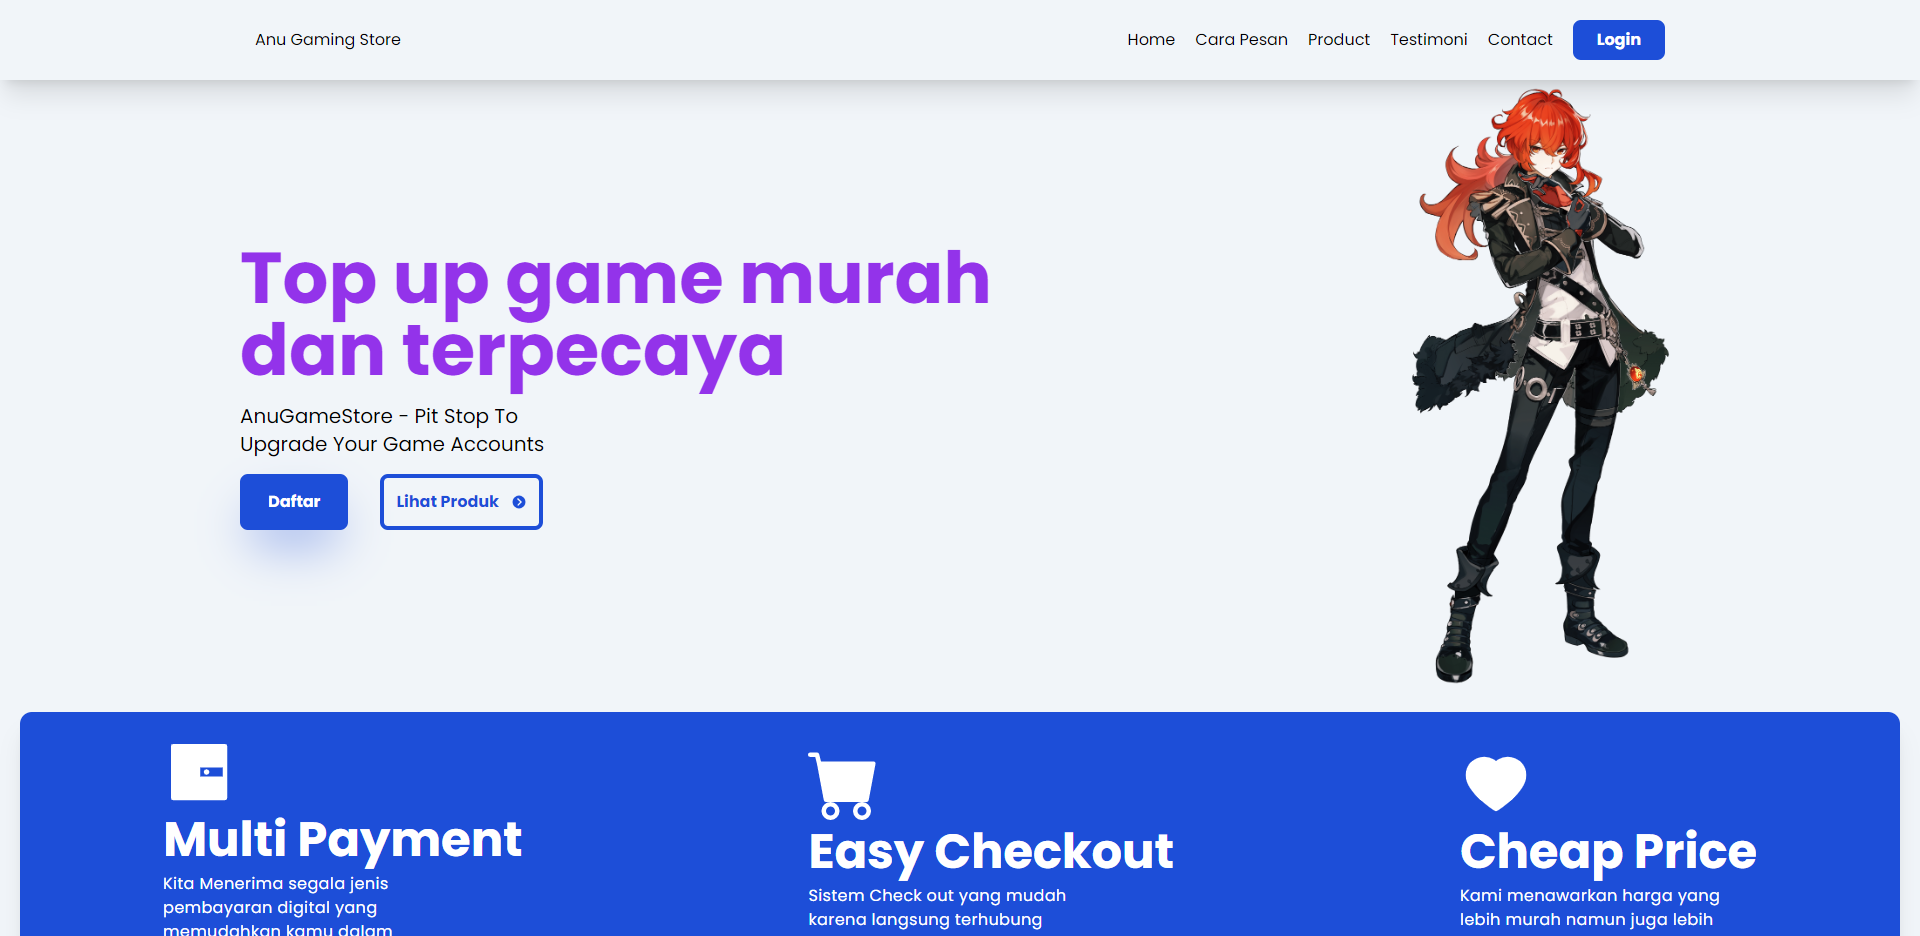 Anu Gaming Store
Home Cara Pesan Product Testimoni Contact Login
Top up game murah
dan terpecaya
AnuGameStore - Pit Stop To
Upgrade Your Game Accounts
Daftar
Lihat Produk
Multi Payment
Kita Menerima segala jenis
pembayaran digital yang
memudahkan kamu dalam
Easy Checkout
Sistem Check out yang mudah
karena langsung terhubung
Cheap Price
Kami menawarkan harga yang
lebih murah namun juga lebih